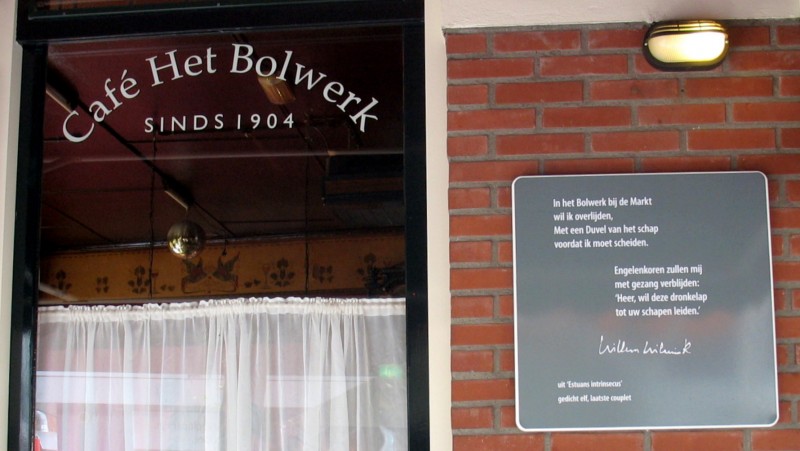 Café Het Bolwerk
SINDS 1904
In het Bolwerk bij de Markt
wil ik overlijden,
Met een Duvel van het schap
voordat ik moet scheiden.
Engelenkoren zullen mij
met gezang verblijden:
'Heer, wil deze dronkelap
tot uw schapen leiden.'
Willem Wilmink
uit 'Estuans intrinsecus'
gedicht elf, laatste couplet